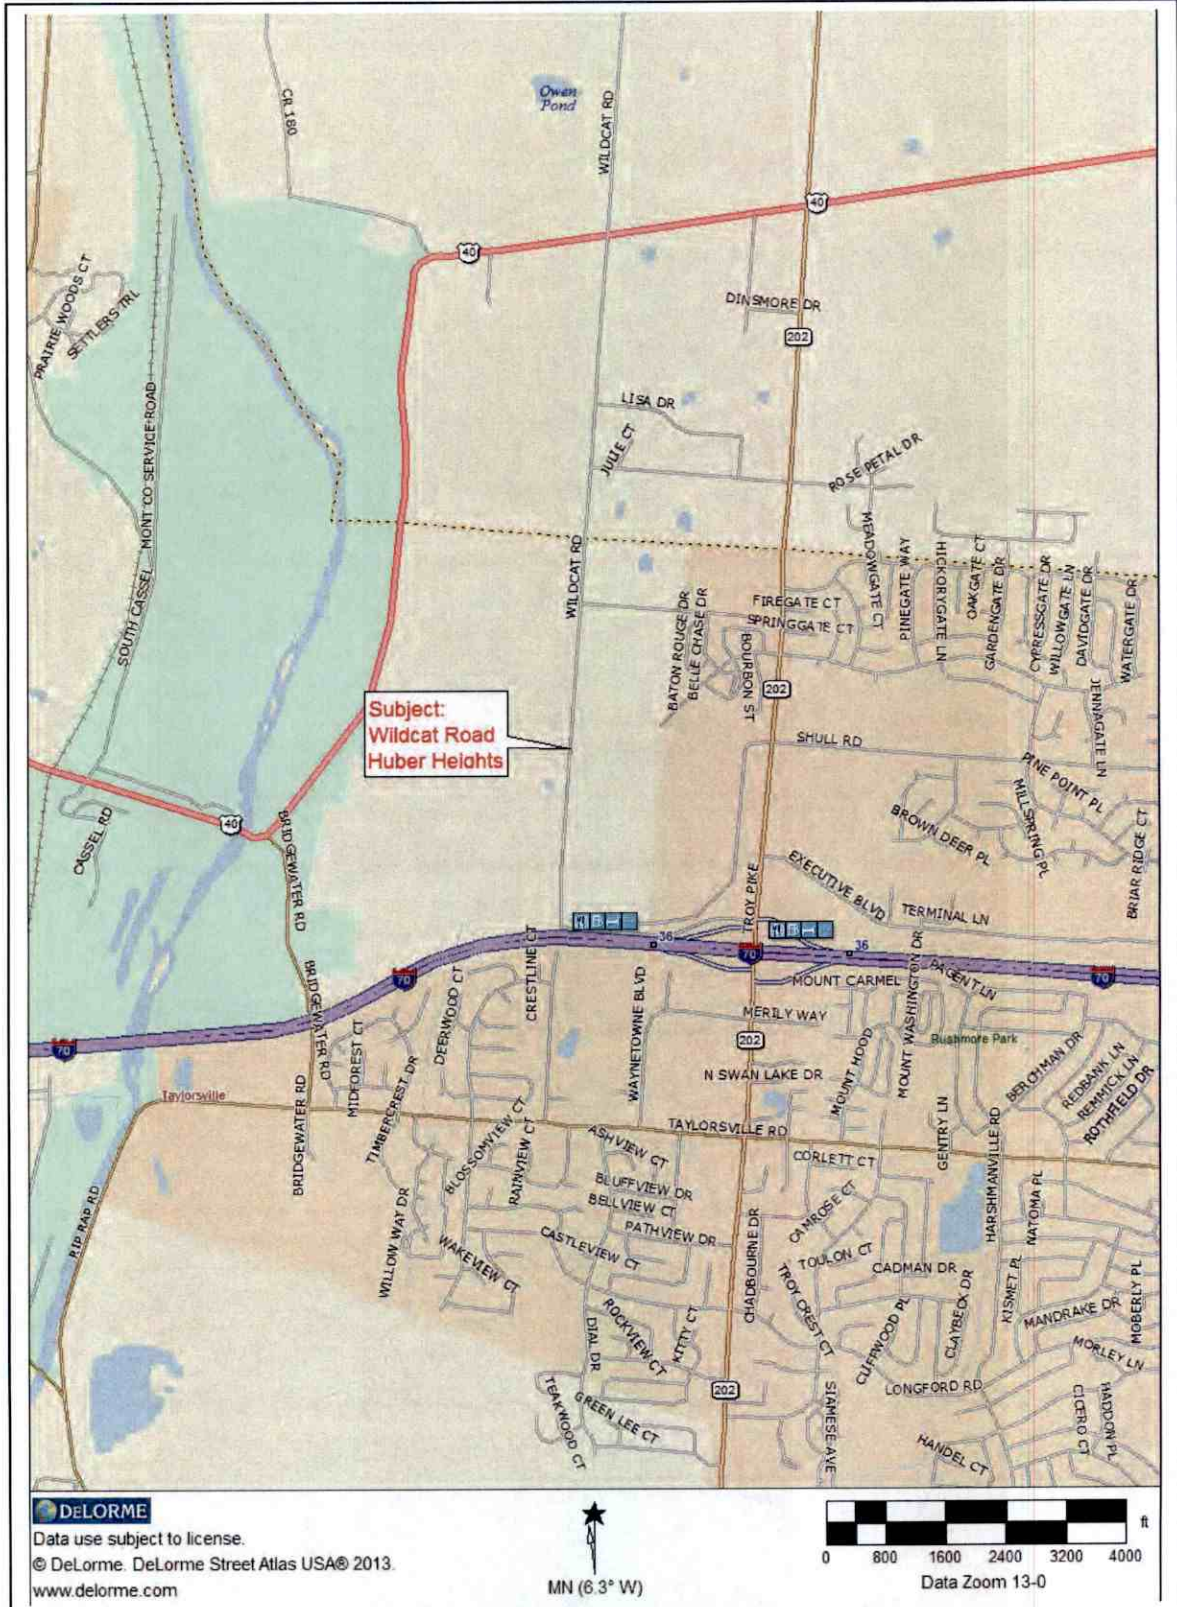 Owen
Pond
CR 180
WILDCAT RD
40
40
PRAIRIE WOODS CT
SETTLERS TRL
DINSMORE DR
202
LISA DR
JULIE CT
ROSE PETAL DR
MONT CO SERVICE ROAD
SOUTH CASSEL
WILDCAT RD
MEADOWGATE CT
PINEGATE WAY
HICKORYGATE LN
OAKGATE CT
GARDENGATE DR
CYPRESSGATE DR
WILLOWGATE LN
DAVIDGATE DR
WATERGATE DR
FIREGATE CT
SPRINGGATE CT
BATON ROUGE DR
BELLE CHASE DR
BOURBON ST
202
JENNAGATE LN
Subject:
Wildcat Road
Huber Heights
SHULL RD
PINE POINT PL
MILL SPRING PL
BROWN DEER PL
BRIAR RIDGE CT
40
CASSEL RD
BRIDGEWATER RD
TROY PIKE
EXECUTIVE BLVD
TERMINAL LN
36
36
70
70
70
70
CRESTLINE CT
WAYNETOWNE BLVD
MOUNT CARMEL
MOUNT WASHINGTON DR
PAGENT LN
BRIDGEWATER RD
MIDFOREST CT
DEERWOOD CT
TIMBERCREST DR
MERILY WAY
202
Rushmore Park
N SWAN LAKE DR
MOUNT HOOD
BEECHMAN DR
REDBANK LN
REMMICK LN
ROTHFIELD DR
Taylorsville
BRIDGEWATER RD
BLOSSOMVIEW CT
RAINVIEW CT
TAYLORSVILLE RD
ASHVIEW CT
CORLETT CT
GENTRY LN
HARSHMANVILLE RD
NATOMA PL
BLUFFVIEW DR
BELLVIEW CT
PATHVIEW DR
CASTLEVIEW CT
WILLOW WAY DR
WAKEVIEW CT
RIP RAP RD
CHADBOURNE DR
CAMROSE CT
TOULON CT
CADMAN DR
TROY CREST CT
CLIFFWOOD PL
CLAYBECK DR
KISMET PL
MANDRAKE DR
MOBERLY PL
MORLEY LN
DIAL DR
ROCKVIEW CT
KITTY CT
202
LONGFORD RD
TEAKWOOD CT
GREEN LEE CT
SIAMESE AVE
HANDEL CT
CICERO CT
HADDON PL
DELORME
Data use subject to license.
© DeLorme. DeLorme Street Atlas USA® 2013.
www.delorme.com
MN (6.3° W)
ft
0 800 1600 2400 3200 4000
Data Zoom 13-0